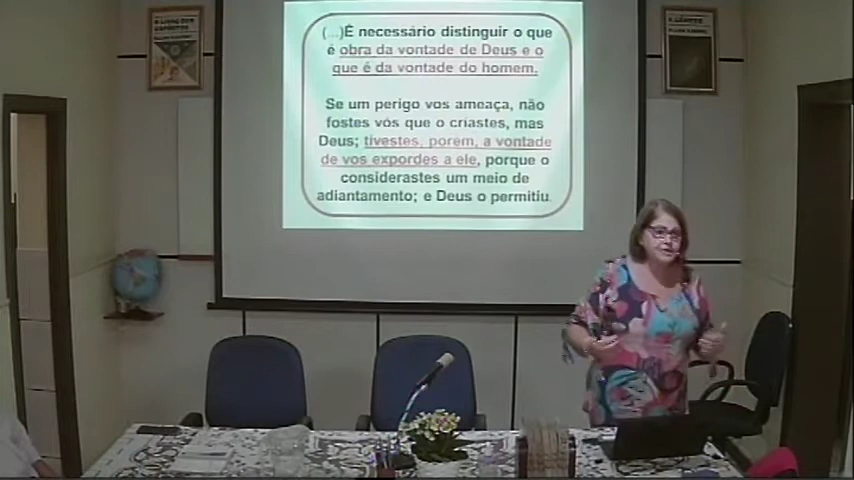 O LIVRO DOS
ESPÍRITOS
(...)É necessário distinguir o que
é obra da vontade de Deus e o
que é da vontade do homem.
Se um perigo vos ameaça, não
fostes vós que o criastes, mas
Deus; tivestes, porém, a vontade
de vos expordes a ele, porque o
considerastes um meio de
adiantamento; e Deus o permitiu.